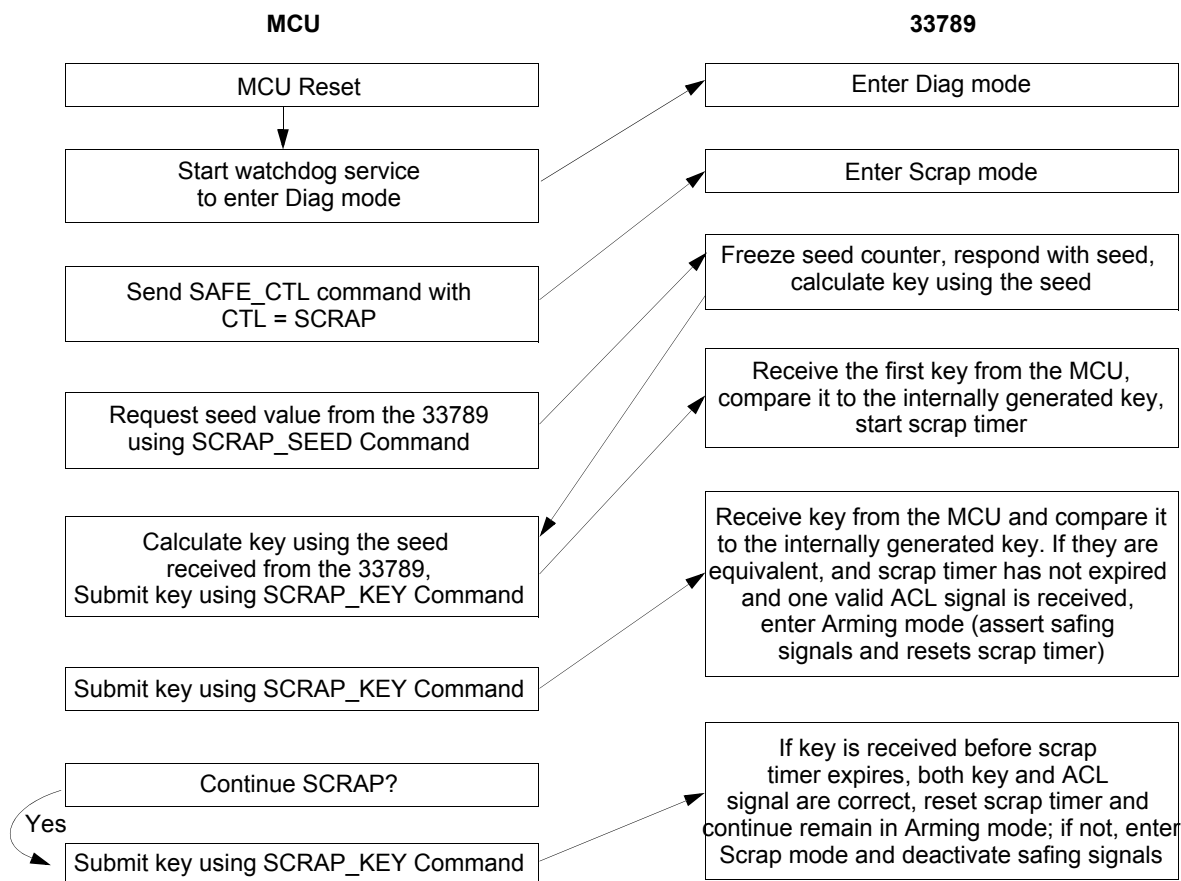 MCU
33789
MCU Reset
Enter Diag mode
Start watchdog service
to enter Diag mode
Enter Scrap mode
Send SAFE_CTL command with
CTL = SCRAP
Freeze seed counter, respond with seed,
calculate key using the seed
Request seed value from the 33789
using SCRAP_SEED Command
Receive the first key from the MCU,
compare it to the internally generated key,
start scrap timer
Calculate key using the seed
received from the 33789,
Submit key using SCRAP_KEY Command
Receive key from the MCU and compare it
to the internally generated key. If they are
equivalent, and scrap timer has not expired
and one valid ACL signal is received,
enter Arming mode (assert safing
signals and resets scrap timer)
Submit key using SCRAP_KEY Command
Continue SCRAP?
Yes
Submit key using SCRAP_KEY Command
If key is received before scrap
timer expires, both key and ACL
signal are correct, reset scrap timer and
continue remain in Arming mode; if not, enter
Scrap mode and deactivate safing signals